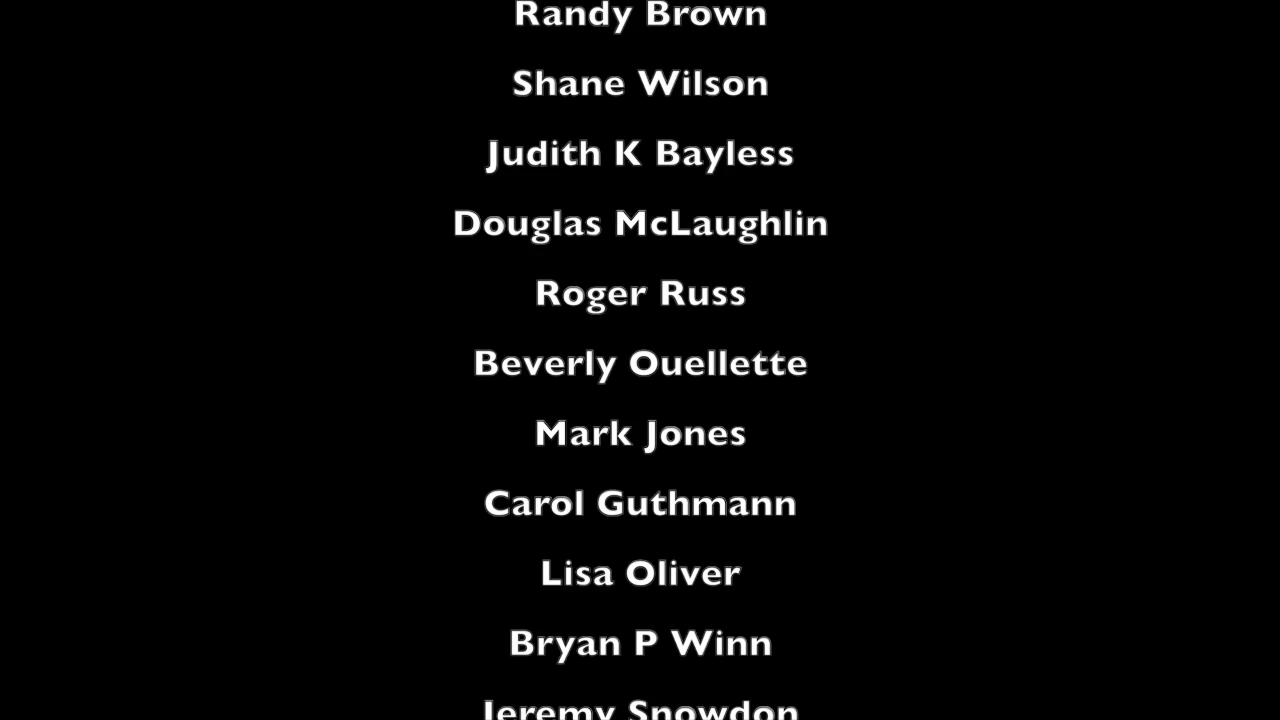 Randy Brown
Shane Wilson
Judith K Bayless
Douglas McLaughlin
Roger Russ
Beverly Ouellette
Mark Jones
Carol Guthmann
Lisa Oliver
Bryan P Winn
Jeremy Snowdon